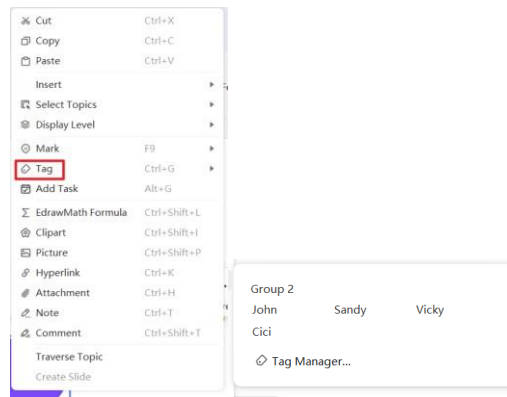 Cut Ctrl+X
Copy Ctrl+C
Paste Ctrl+V
Insert
Select Topics
Display Level
Mark F9
Tag Ctrl+G
Add Task Alt+G
EdrawMath Formula Ctrl+Shift+L
Clipart Ctrl+Shift+I
Picture Ctrl+Shift+P
Hyperlink Ctrl+K
Attachment Ctrl+H
Note Ctrl+T
Comment Ctrl+Shift+T
Traverse Topic
Create Slide
Group 2
John Sandy Vicky
Cici
Tag Manager...